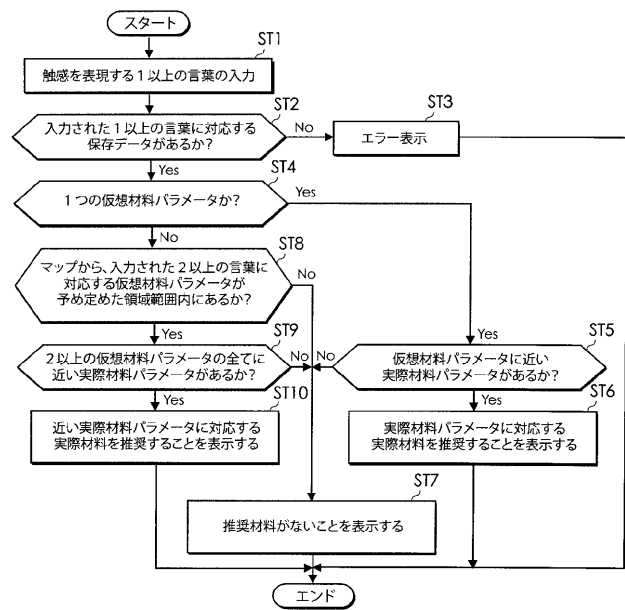 スタート
ST1
触感を表現する1以上の言葉の入力
ST2
入力された1以上の言葉に対応する
保存データがあるか?
No
ST3
エラー表示
Yes
ST4
1つの仮想材料パラメータか?
Yes
No
ST8
マップから、入力された2以上の言葉に
対応する仮想材料パラメータが
予め定めた領域範囲内にあるか?
No
Yes
ST9
2以上の仮想材料パラメータの全てに
近い実際材料パラメータがあるか?
No
No
Yes
ST5
仮想材料パラメータに近い
実際材料パラメータがあるか?
Yes
ST10
近い実際材料パラメータに対応する
実際材料を推奨することを表示する
Yes
ST6
実際材料パラメータに対応する
実際材料を推奨することを表示する
ST7
推奨材料がないことを表示する
エンド